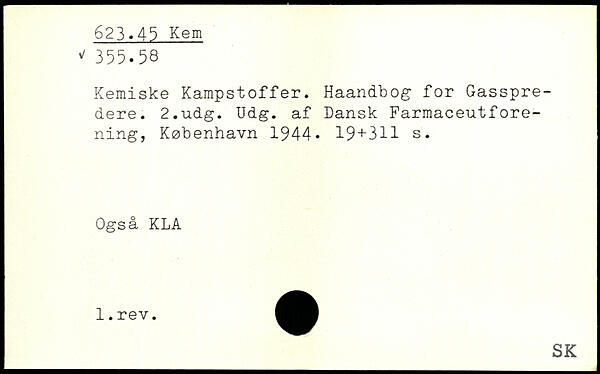 623.45 Kem
√ 355.58
Kemiske Kampstoffer. Haandbog for Gasspre-
dere. 2.udg. Udg. af Dansk Farmaceutfore-
ning, København 1944. 19+311 s.
Også KLA
1.rev.
SK